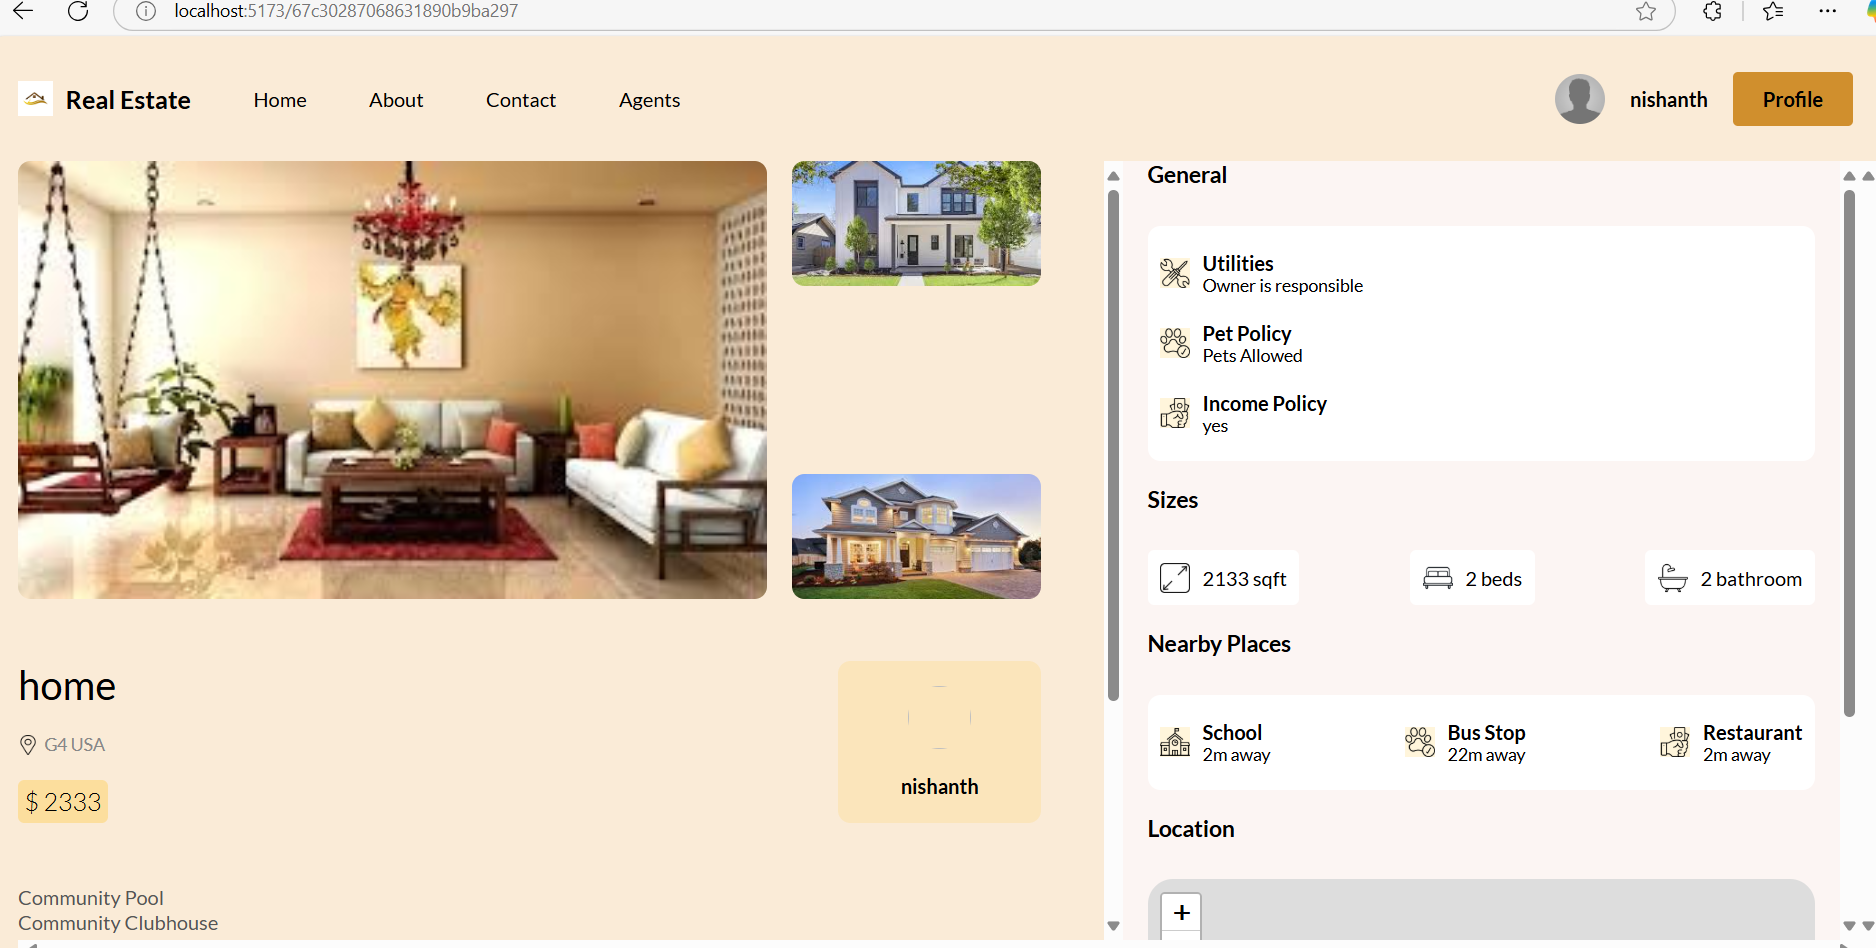 localhost:5173/67c30287068631890b9ba297
Real Estate
Home
About
Contact
Agents
nishanth
Profile
home
G4 USA
$ 2333
nishanth
Community Pool
Community Clubhouse
General
Utilities
Owner is responsible
Pet Policy
Pets Allowed
Income Policy
yes
Sizes
2133 sqft
2 beds
2 bathroom
Nearby Places
School
2m away
Bus Stop
22m away
Restaurant
2m away
Location
+